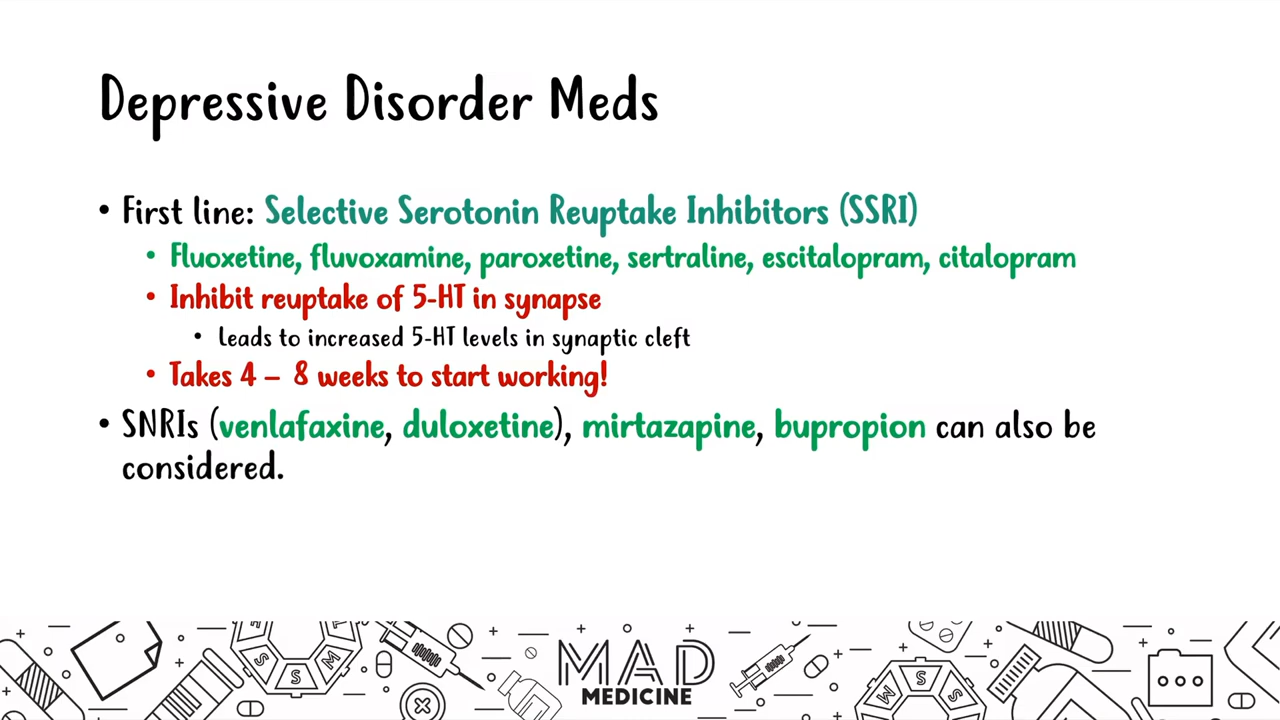 Depressive Disorder Meds
• First line: Selective Serotonin Reuptake Inhibitors (SSRI)
• Fluoxetine, fluvoxamine, paroxetine, sertraline, escitalopram, citalopram
• Inhibit reuptake of 5-HT in synapse
• Leads to increased 5-HT levels in synaptic cleft
• Takes 4 – 8 weeks to start working!
• SNRIs (venlafaxine, duloxetine), mirtazapine, bupropion can also be
considered.
S S M
M S S
MAD
MEDICINE